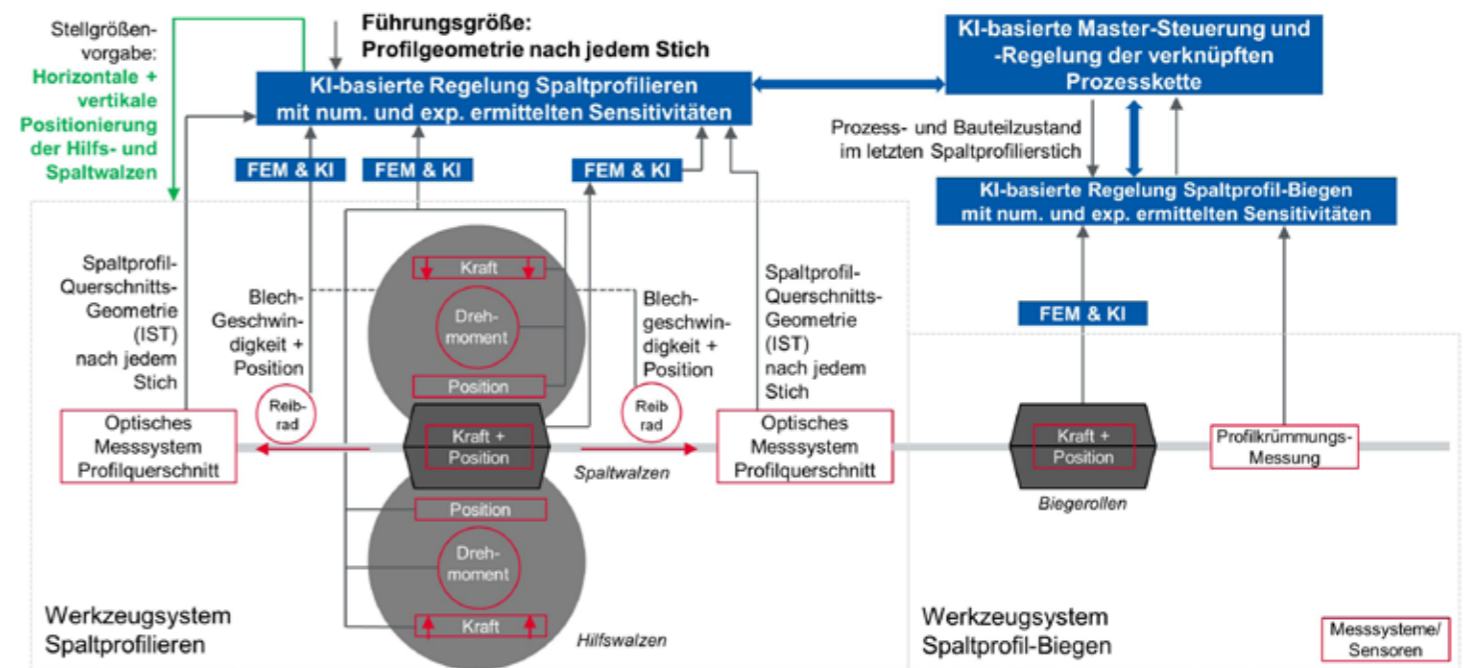 Stellgrößen-
vorgabe:
Horizontale +
vertikale
Positionierung
der Hilfs- und
Spaltwalzen
Führungsgröße:
Profilgeometrie nach jedem Stich
KI-basierte Regelung Spaltprofilieren
mit num. und exp. ermittelten Sensitivitäten
KI-basierte Master-Steuerung und
-Regelung der verknüpften
Prozesskette
Prozess- und Bauteilzustand
im letzten Spaltprofilierstich
KI-basierte Regelung Spaltprofil-Biegen
mit num. und exp. ermittelten Sensitivitäten
FEM & KI
FEM & KI
FEM & KI
FEM & KI
Spaltprofil-
Querschnitts-
Geometrie
(IST)
nach jedem
Stich
Blech-
Geschwin-
digkeit +
Position
Reib-
rad
Optisches
Messsystem
Profilquerschnitt
Kraft
Dreh-
moment
Position
Kraft +
Position
Spaltwalzen
Position
Dreh-
moment
Kraft
Hilfswalzen
Blech-
geschwin-
digkeit +
Position
Reib
rad
Spaltprofil-
Querschnitts-
Geometrie
(IST)
nach jedem
Stich
Optisches
Messsystem
Profilquerschnitt
Kraft +
Position
Biegerollen
Profilkrümmungs-
Messung
Werkzeugsystem
Spaltprofilieren
Werkzeugsystem
Spaltprofil-Biegen
Messsysteme/
Sensoren